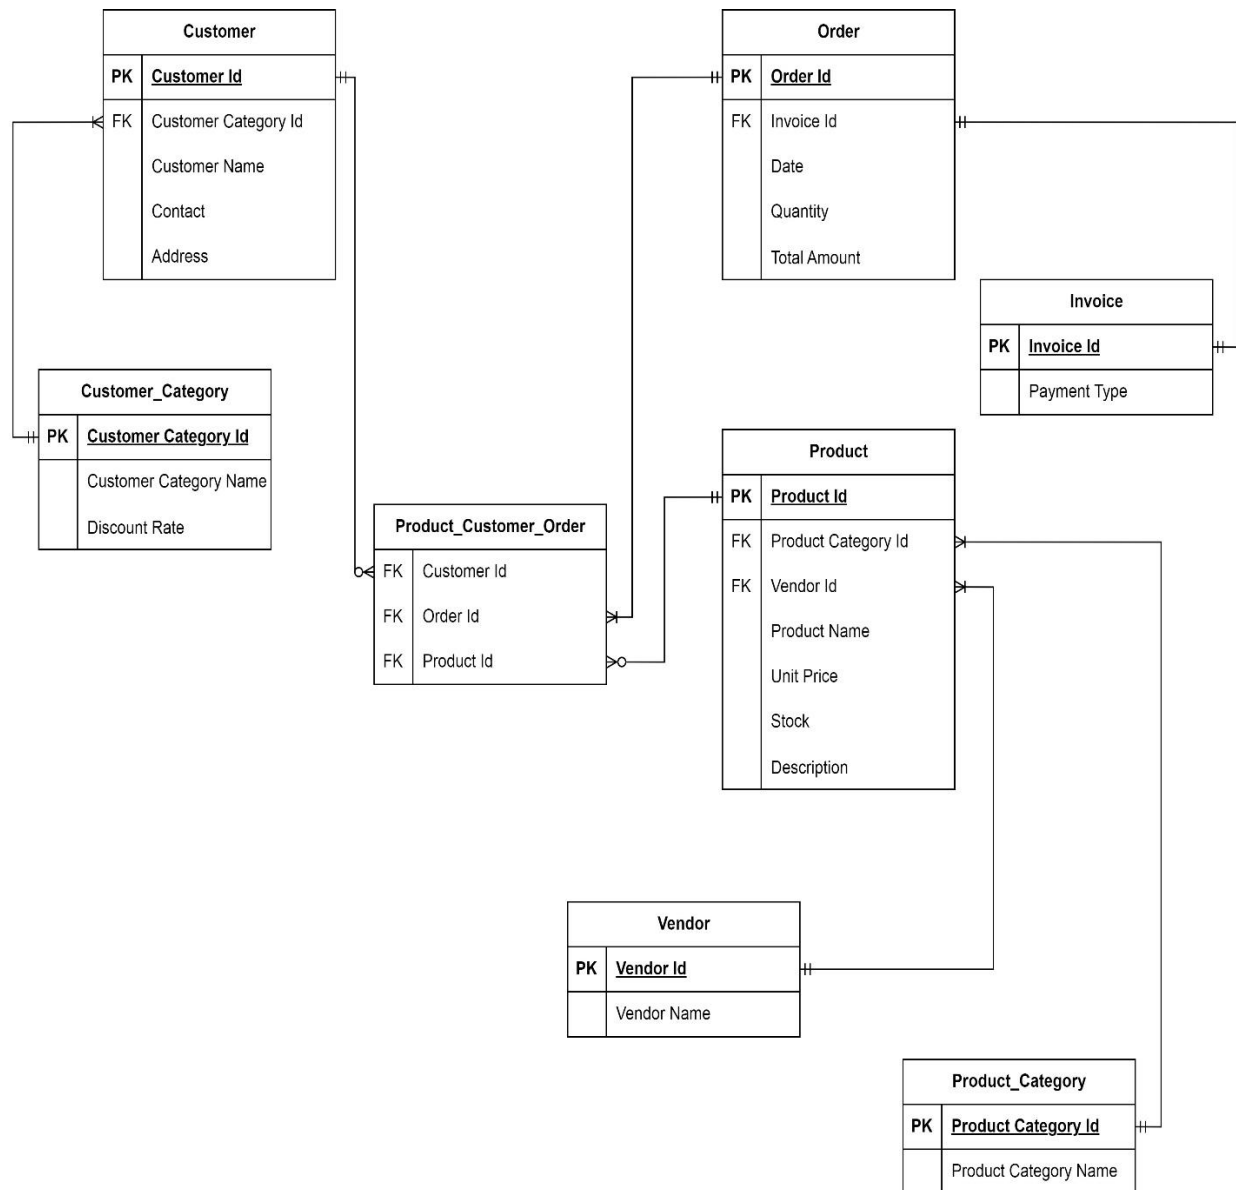 Customer
PK Customer Id
FK Customer Category Id
Customer Name
Contact
Address
Order
PK Order Id
FK Invoice Id
Date
Quantity
Total Amount
Invoice
PK Invoice Id
Payment Type
Customer_Category
PK Customer Category Id
Customer Category Name
Discount Rate
Product_Customer_Order
FK Customer Id
FK Order Id
FK Product Id
Product
PK Product Id
FK Product Category Id
FK Vendor Id
Product Name
Unit Price
Stock
Description
Vendor
PK Vendor Id
Vendor Name
Product_Category
PK Product Category Id
Product Category Name